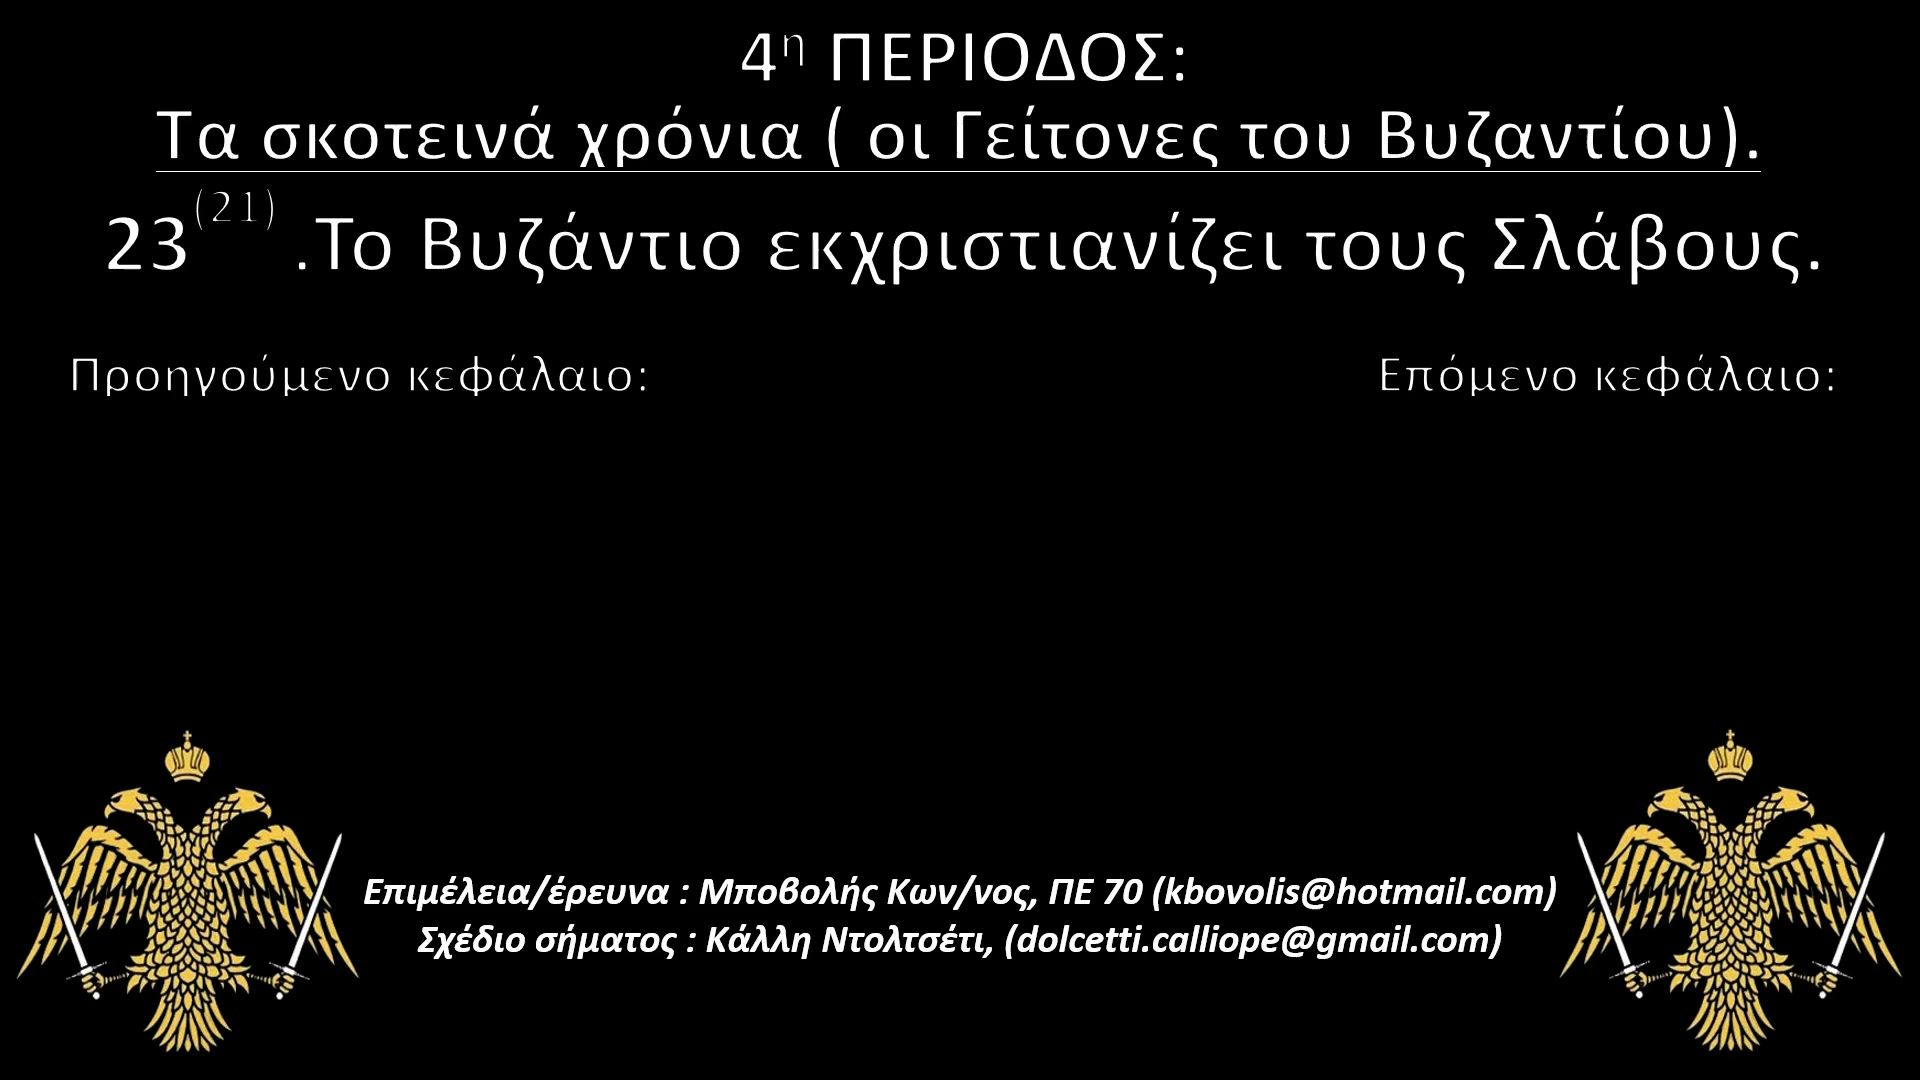 4η ΠΕΡΙΟΔΟΣ:
Τα σκοτεινά χρόνια ( οι Γείτονες του Βυζαντίου).
23(21) .Το Βυζάντιο εκχριστιανίζει τους Σλάβους.
Προηγούμενο κεφάλαιο:
Επόμενο κεφάλαιο:
Επιμέλεια/έρευνα : Μποβολής Κων/νος, ΠΕ 70 (kbovolis@hotmail.com)
Σχέδιο σήματος : Κάλλη Ντολτσέτι, (dolcetti.calliope@gmail.com)